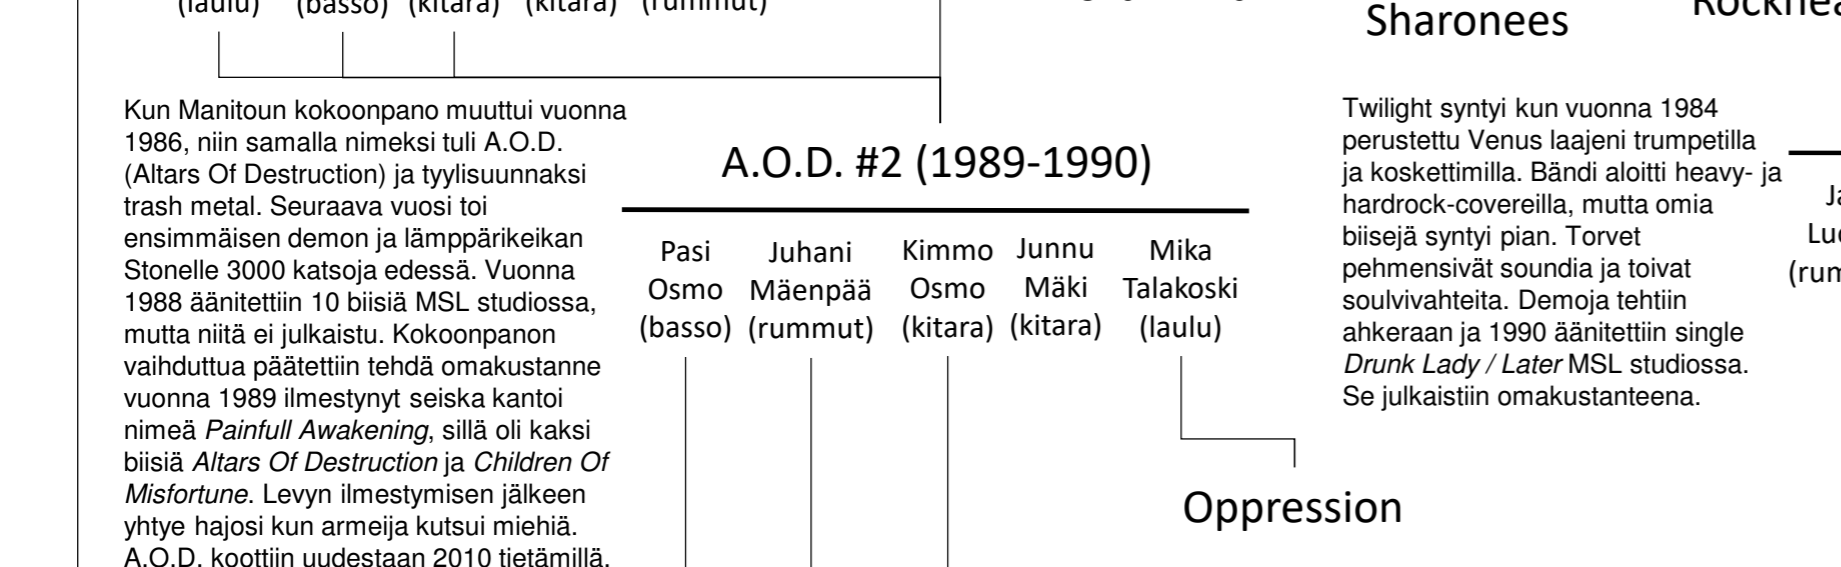 (laulu) (basso) (kitara) (kitara) (rummut)
Sharonees
Kun Manitoun kokoonpano muuttui vuonna
1986, niin samalla nimeksi tuli A.O.D.
(Altars Of Destruction) ja tyylisuunnaksi
trash metal. Seuraava vuosi toi
ensimmäisen demon ja lämppärikeikan
Stonelle 3000 katsoja edessä. Vuonna
1988 äänitettiin 10 biisiä MSL studiossa,
mutta niitä ei julkaistu. Kokoonpanon
vaihduttua päätettiin tehdä omakustanne
vuonna 1989 ilmestynyt seiska kantoi
nimeä Painfull Awakening, sillä oli kaksi
biisiä Altars Of Destruction ja Children Of
Misfortune. Levyn ilmestymisen jälkeen
yhtye hajosi kun armeija kutsui miehiä.
A.O.D. koottiin uudestaan 2010 tietämillä.
A.O.D. #2 (1989-1990)
Pasi Osmo (basso)
Juhani Mäenpää (rummut)
Kimmo Osmo (kitara)
Junnu Mäki (kitara)
Mika Talakoski (laulu)
Oppression
Twilight syntyi kun vuonna 1984
perustettu Venus laajeni trumpetilla
ja koskettimilla. Bändi aloitti heavy- ja
hardrock-covereilla, mutta omia
biisejä syntyi pian. Torvet
pehmensivät soundia ja toivat
soulvivahteita. Demoja tehtiin
ahkeraan ja 1990 äänitettiin single
Drunk Lady / Later MSL studiossa.
Se julkaistiin omakustanteena.